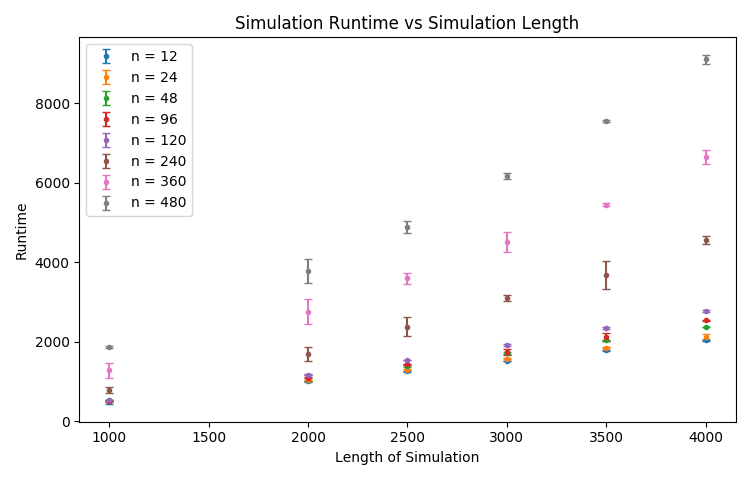 Simulation Runtime vs Simulation Length
n = 12
n = 24
n = 48
n = 96
n = 120
n = 240
n = 360
n = 480
Runtime
8000
6000
4000
2000
0
1000 1500 2000 2500 3000 3500 4000
Length of Simulation